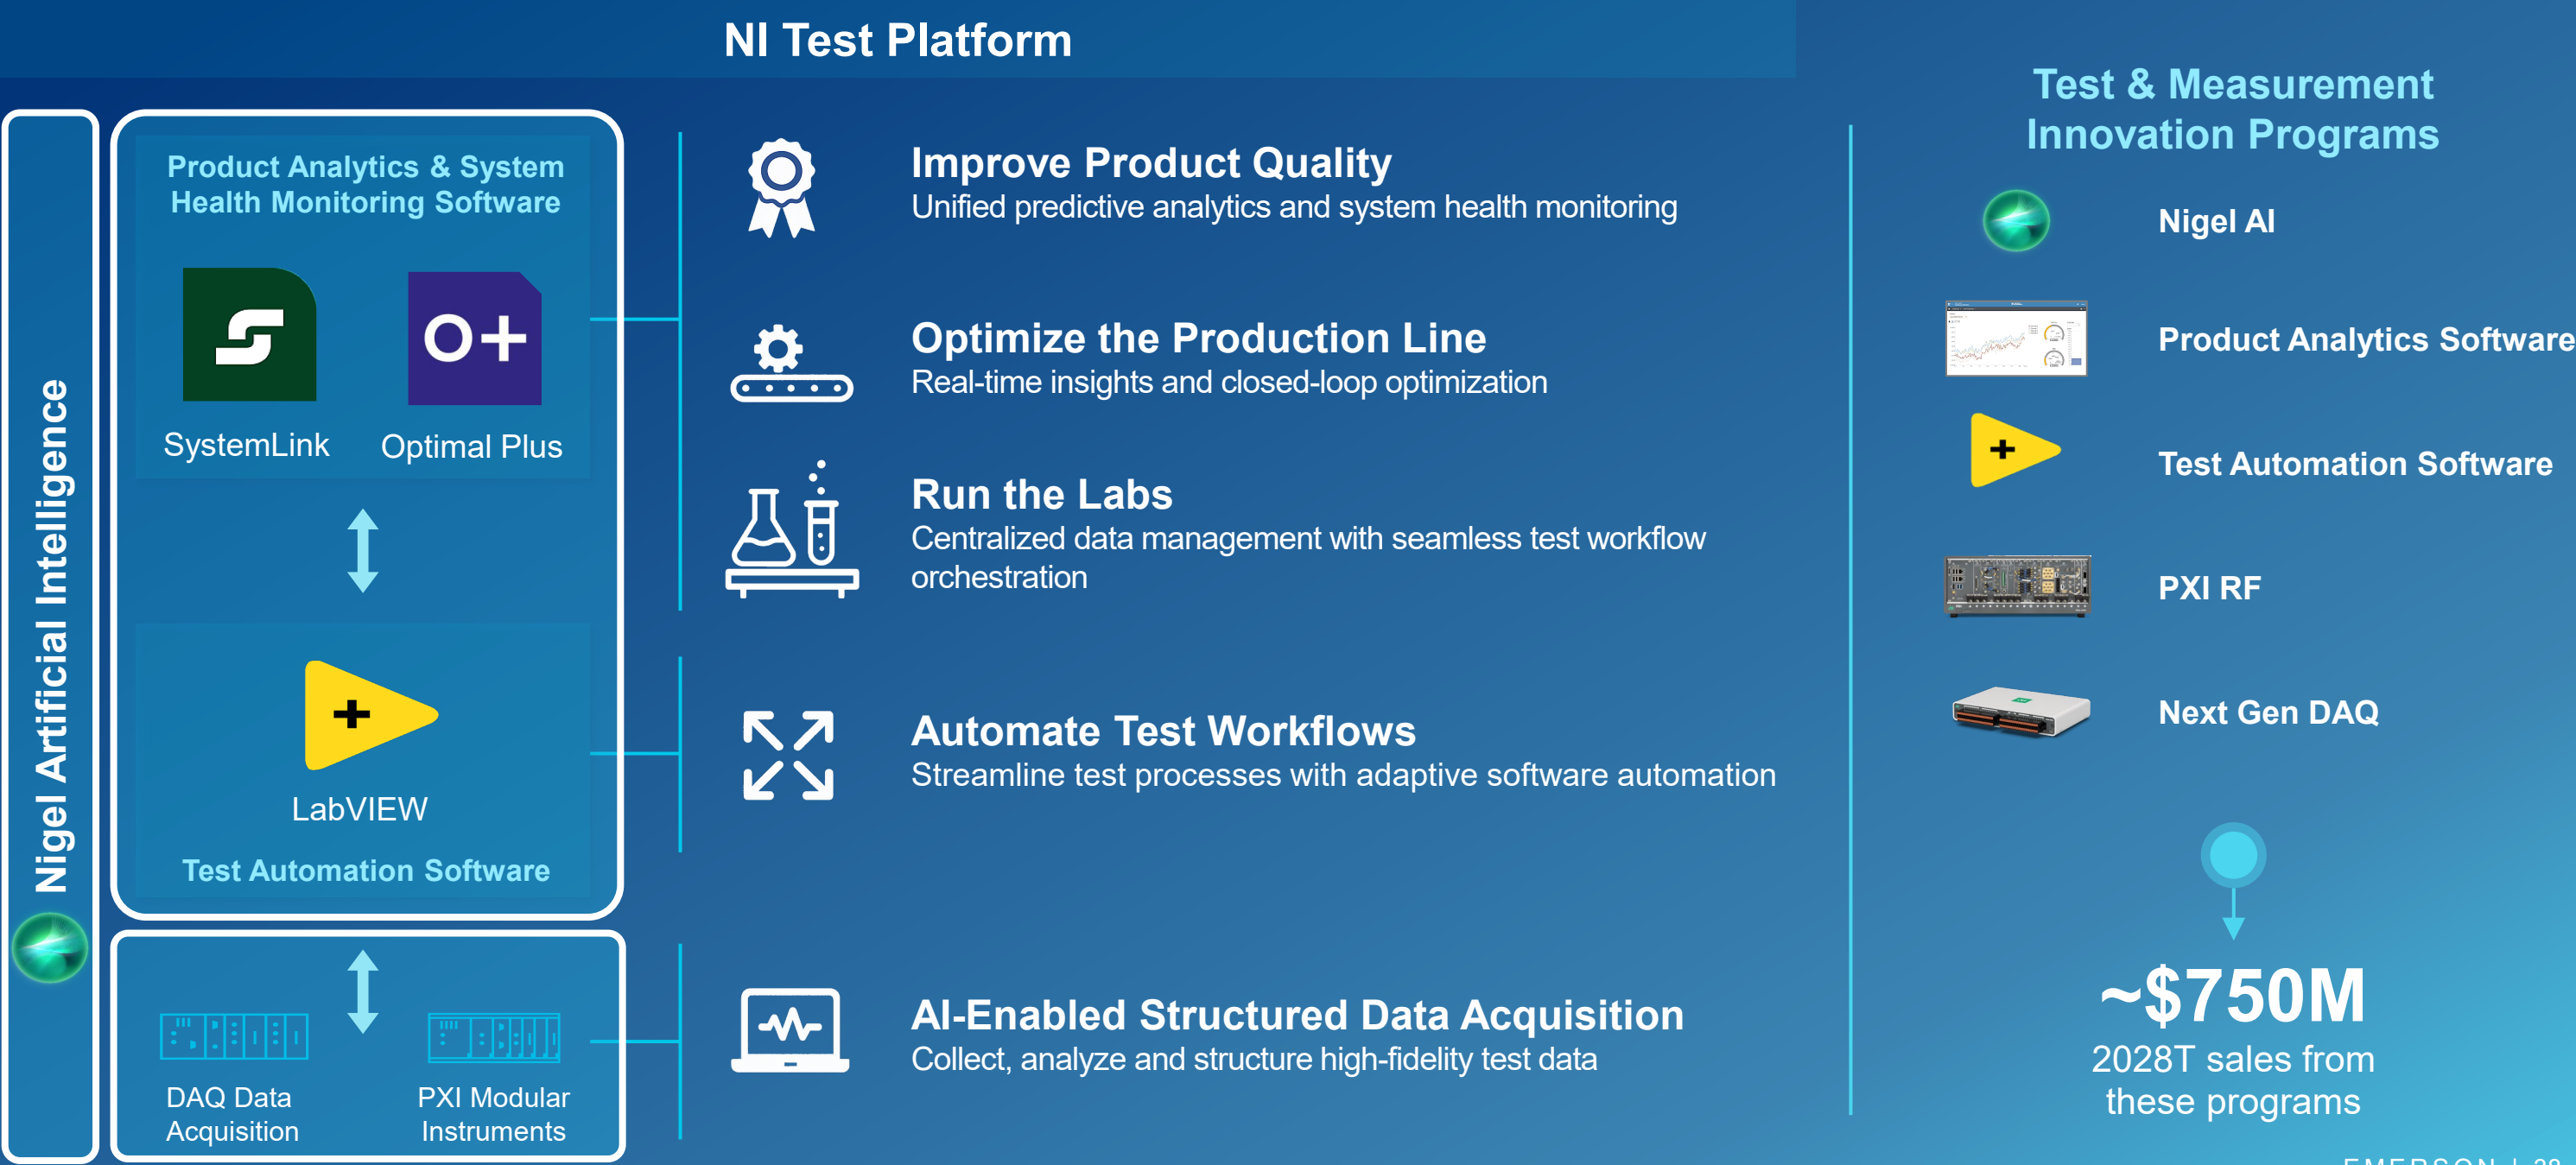 NI Test Platform
Nigel Artificial Intelligence
Product Analytics & System
Health Monitoring Software
O+
SystemLink
Optimal Plus
LabVIEW
Test Automation Software
DAQ Data
Acquisition
PXI Modular
Instruments
Improve Product Quality
Unified predictive analytics and system health monitoring
Optimize the Production Line
Real-time insights and closed-loop optimization
Run the Labs
Centralized data management with seamless test workflow
orchestration
Automate Test Workflows
Streamline test processes with adaptive software automation
AI-Enabled Structured Data Acquisition
Collect, analyze and structure high-fidelity test data
Test & Measurement
Innovation Programs
Nigel AI
Product Analytics Software
Test Automation Software
PXI RF
Next Gen DAQ
~$750M
2028T sales from
these programs